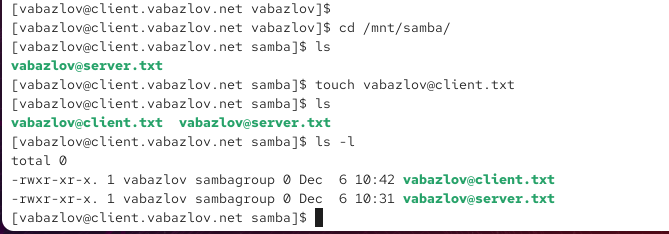 [vabazlov@client.vabazlov.net vabazlov]$
[vabazlov@client.vabazlov.net vabazlov]$ cd /mnt/samba/
[vabazlov@client.vabazlov.net samba]$ ls
vabazlov@server.txt
[vabazlov@client.vabazlov.net samba]$ touch vabazlov@client.txt
[vabazlov@client.vabazlov.net samba]$ ls
vabazlov@client.txt  vabazlov@server.txt
[vabazlov@client.vabazlov.net samba]$ ls -l
total 0
-rwxr-xr-x. 1 vabazlov sambagroup 0 Dec  6 10:42 vabazlov@client.txt
-rwxr-xr-x. 1 vabazlov sambagroup 0 Dec  6 10:31 vabazlov@server.txt
[vabazlov@client.vabazlov.net samba]$